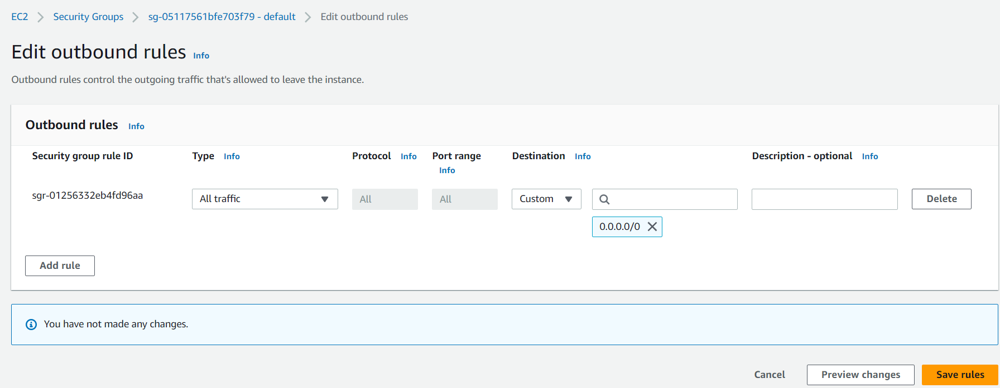 EC2 Security Groups sg-05117561bfe703f79 - default Edit outbound rules
Edit outbound rules Info
Outbound rules control the outgoing traffic that's allowed to leave the instance.
Outbound rules Info
Security group rule ID Type Info Protocol Info Port range Info Destination Info Description - optional Info
sgr-01256332eb4fd96aa All traffic All All Custom Delete
0.0.0.0/0
Add rule
You have not made any changes.
Cancel Preview changes Save rules